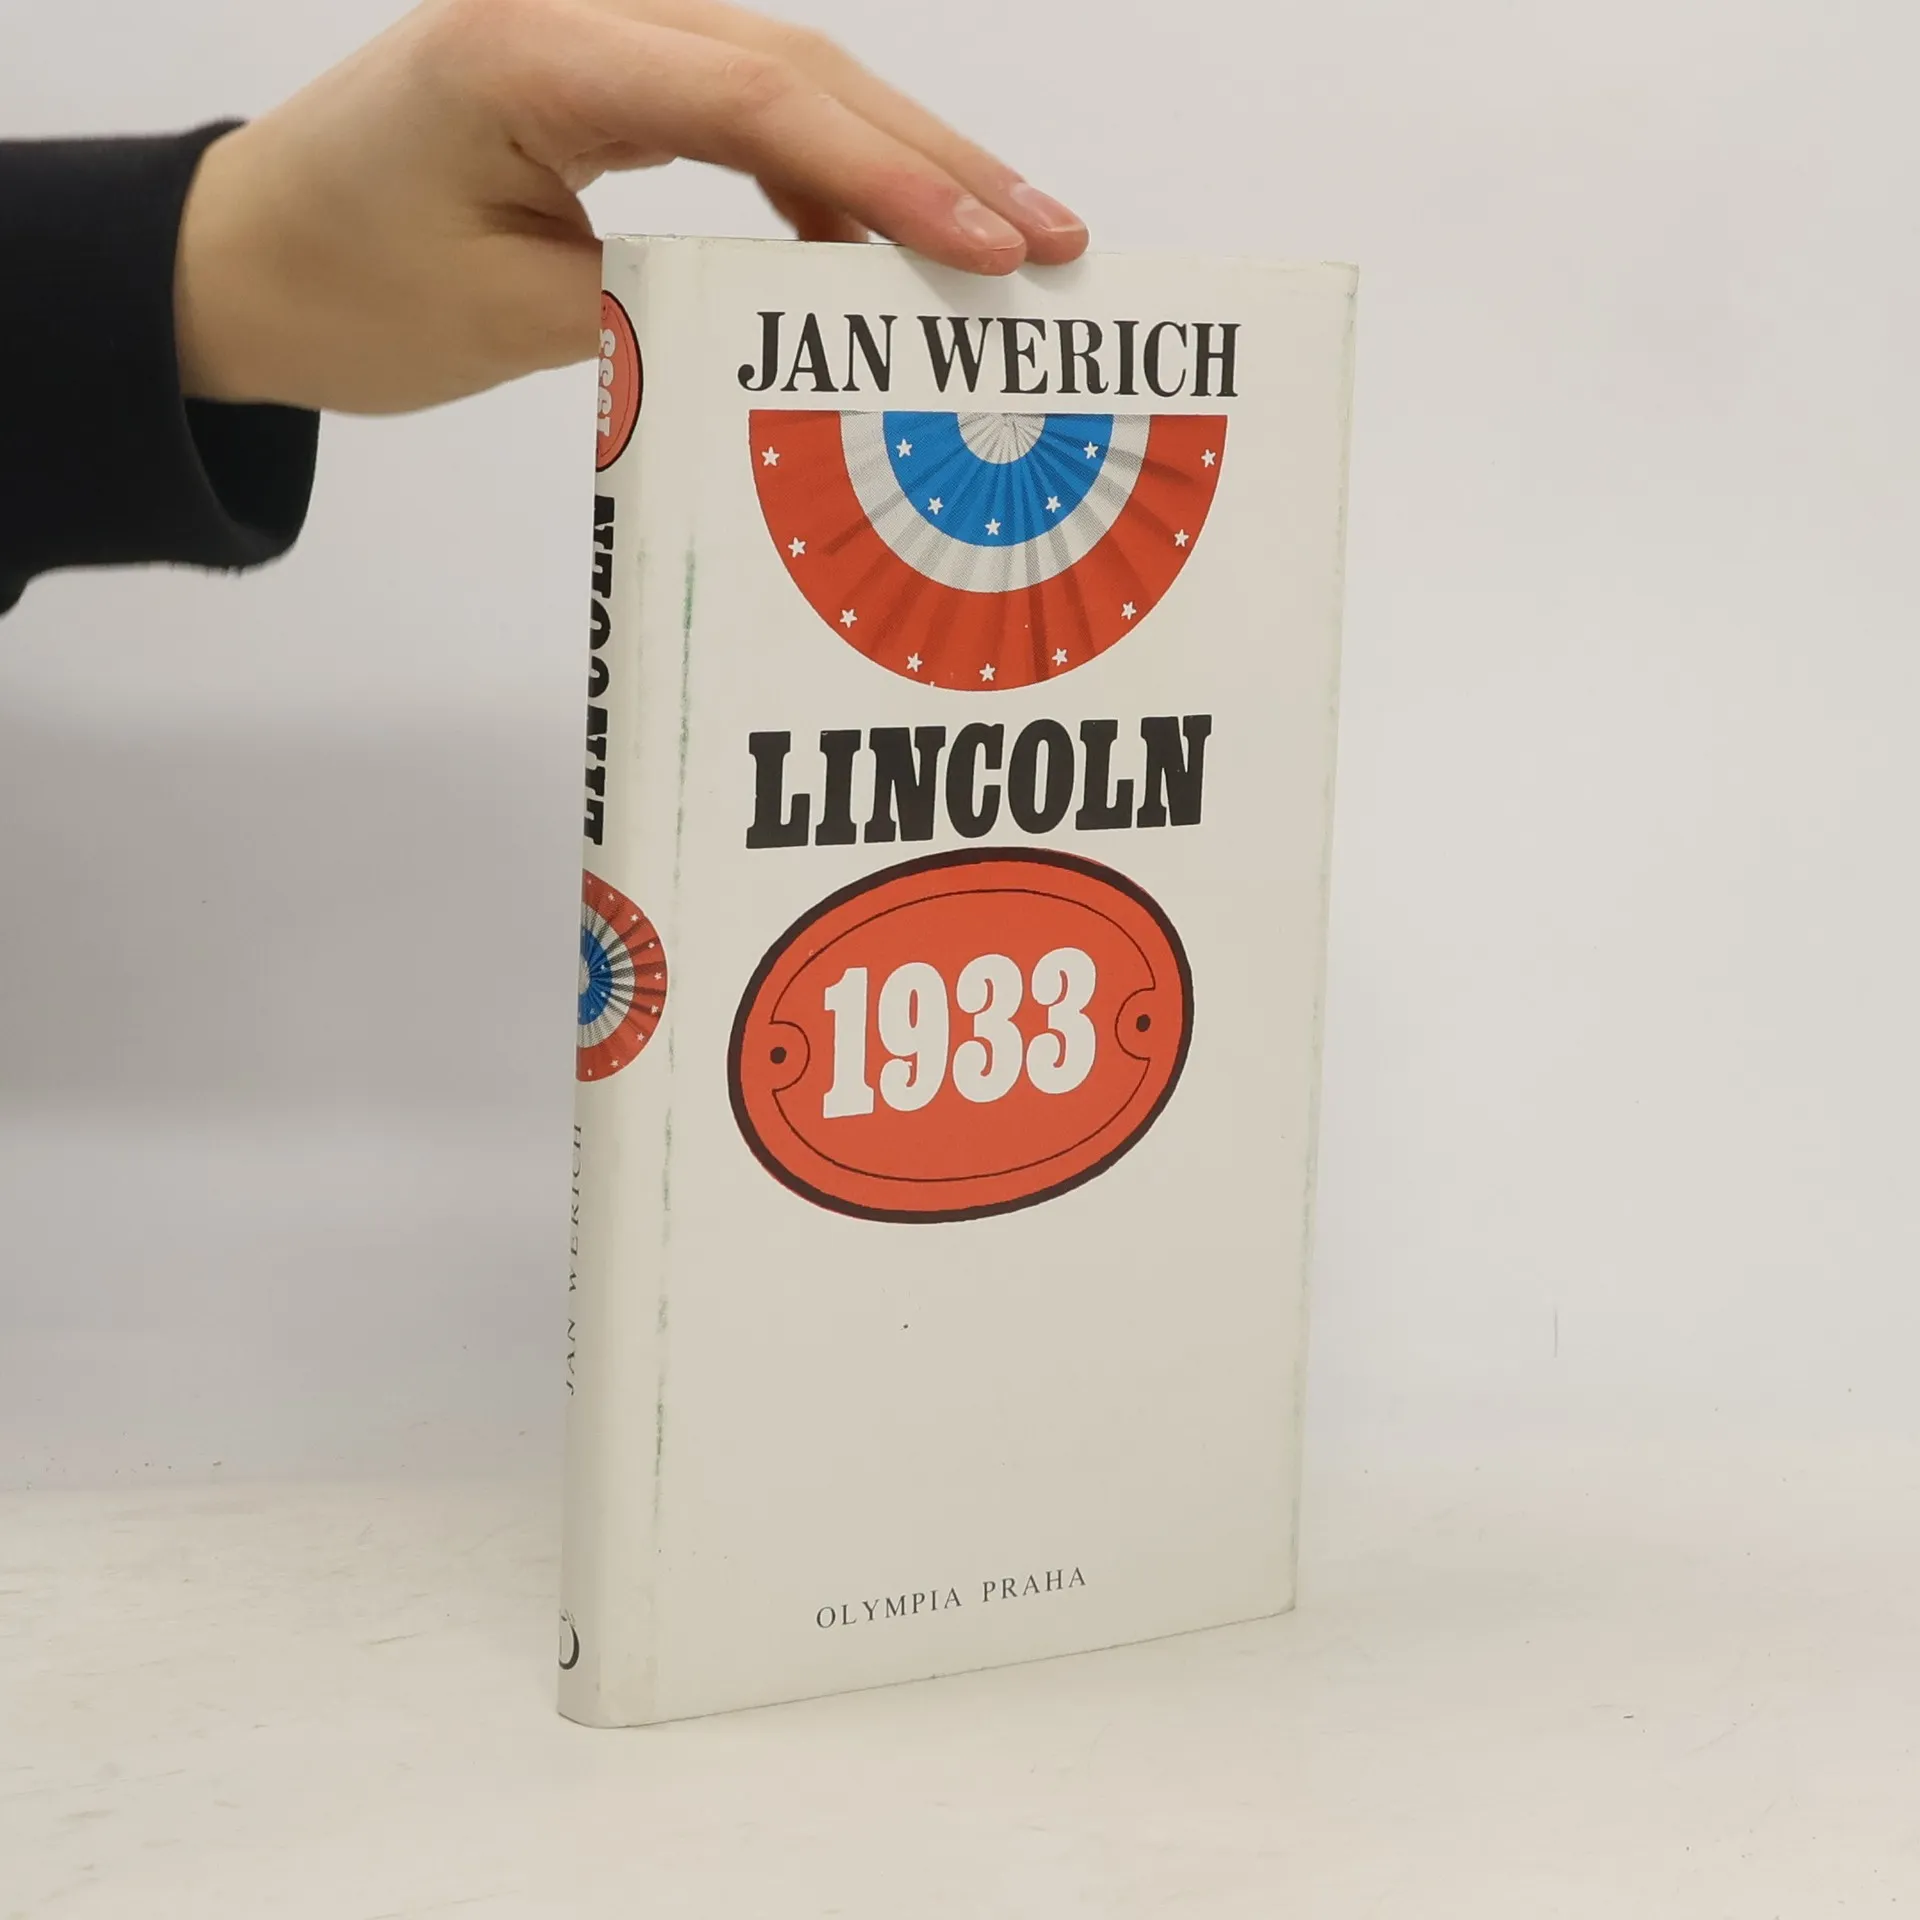 JAN WERICH
LINCOLN
1933
OLYMPIA PRAHA
1933
LINCOLN
JAN WERICH